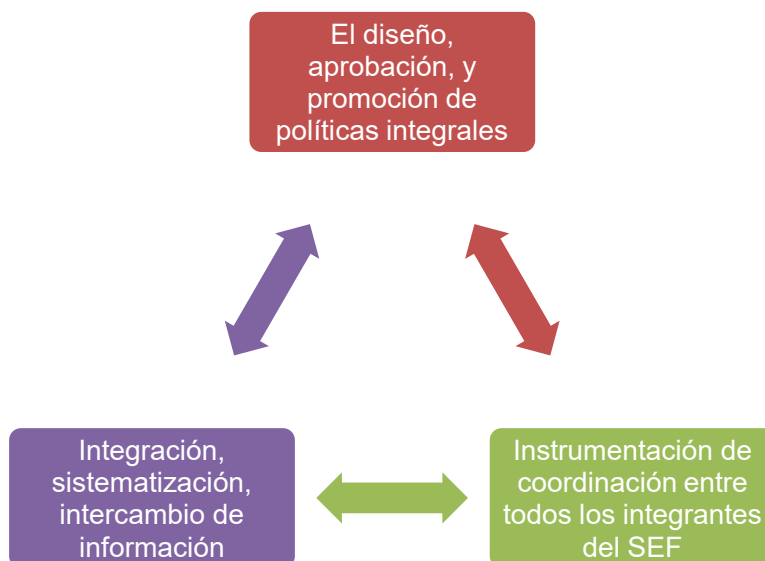 El diseño,
aprobación, y
promoción de
políticas integrales
Integración,
sistematización,
intercambio de
información
Instrumentación de
coordinación entre
todos los integrantes
del SEF